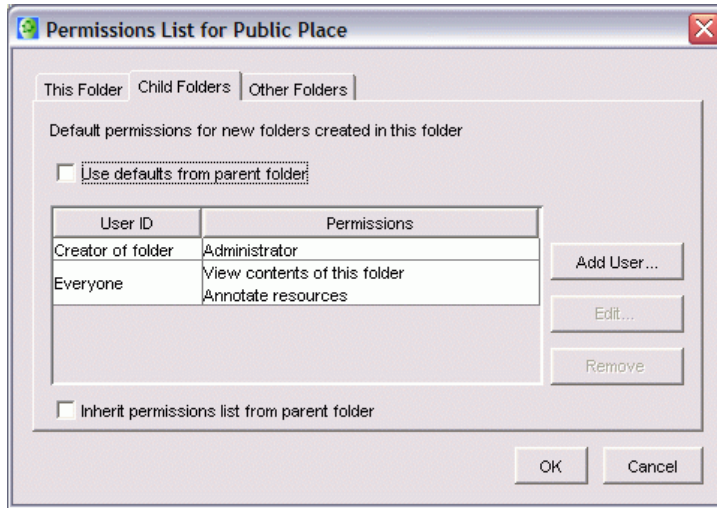 Permissions List for Public Place
This Folder Child Folders Other Folders
Default permissions for new folders created in this folder
Use defaults from parent folder
User ID Permissions
Creator of folder Administrator
Everyone View contents of this folder
Annotate resources
Add User...
Edit...
Remove
Inherit permissions list from parent folder
OK Cancel